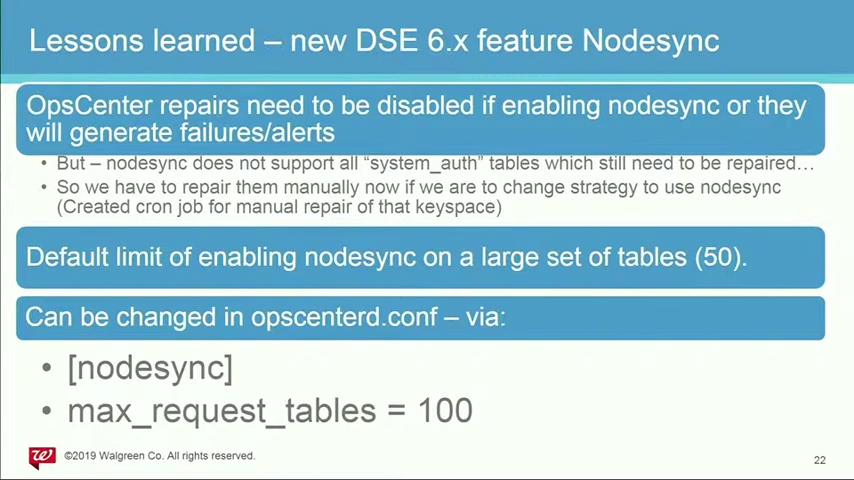 Lessons learned – new DSE 6.x feature Nodesync
OpsCenter repairs need to be disabled if enabling nodesync or they
will generate failures/alerts
• But – nodesync does not support all “system_auth” tables which still need to be repaired…
• So we have to repair them manually now if we are to change strategy to use nodesync
(Created cron job for manual repair of that keyspace)
Default limit of enabling nodesync on a large set of tables (50).
Can be changed in opscenterd.conf – via:
• [nodesync]
• max_request_tables = 100
©2019 Walgreen Co. All rights reserved.
22